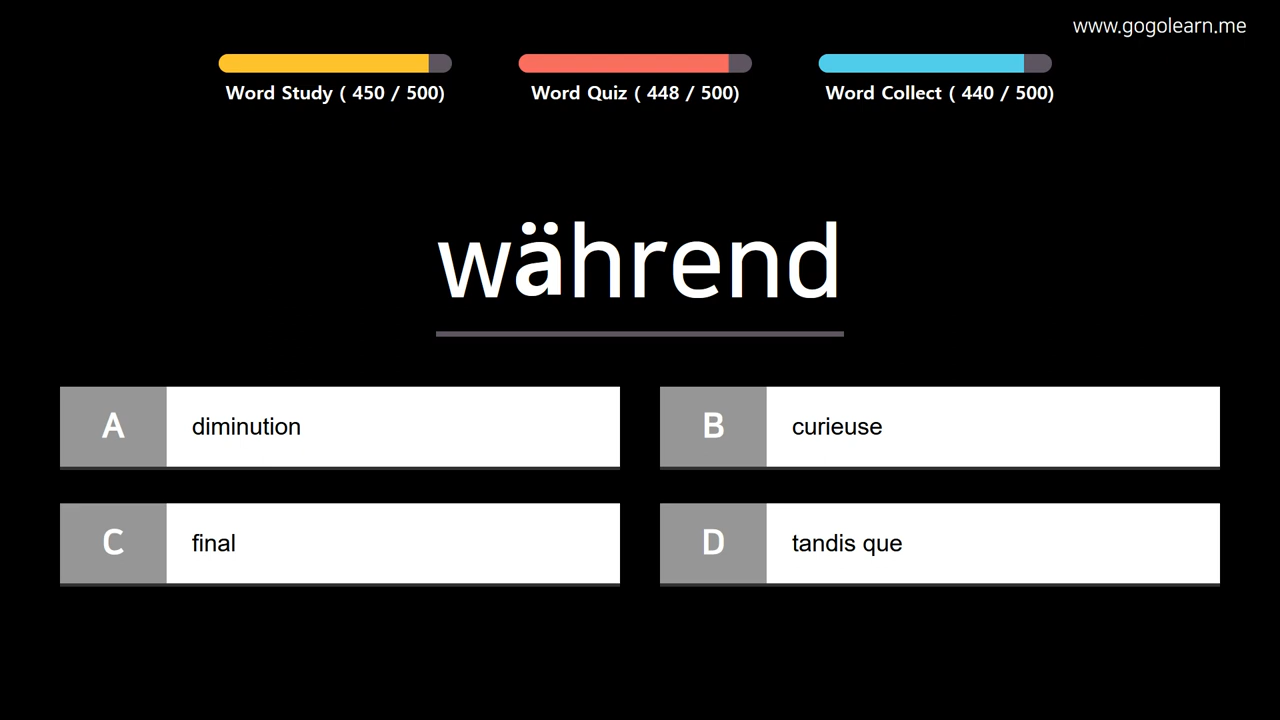 www.gogolearn.me
Word Study ( 450 / 500)
Word Quiz ( 448 / 500)
Word Collect ( 440 / 500)
während
A diminution
B curieuse
C final
D tandis que